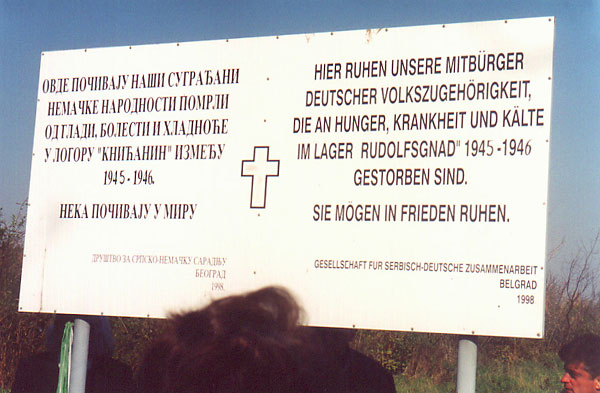 ОВДЕ ПОЧИВАЈУ НАШИ СУГРАЂАНИ
НЕМАЧКЕ НАРОДНОСТИ ПОМРЛИ
ОД ГЛАДИ, БОЛЕСТИ И ХЛАДНОЋЕ
У ЛОГОРУ "КНИЋАНИН" ИЗМЕЂУ
1945-1946.
НЕКА ПОЧИВАЈУ У МИРУ
ДРУШТВО ЗА СРПСКО-НЕМАЧКУ САРАДЊУ
БЕОГРАД
1998.
HIER RUHEN UNSERE MITBÜRGER
DEUTSCHER VOLKSZUGEHÖRIGKEIT,
DIE AN HUNGER, KRANKHEIT UND KÄLTE
IM LAGER RUDOLFSGNAD" 1945-1946
GESTORBEN SIND.
SIE MÖGEN IN FRIEDEN RUHEN.
GESELLSCHAFT FÜR SERBISCH-DEUTSCHE ZUSAMMENARBEIT
BELGRAD
1998